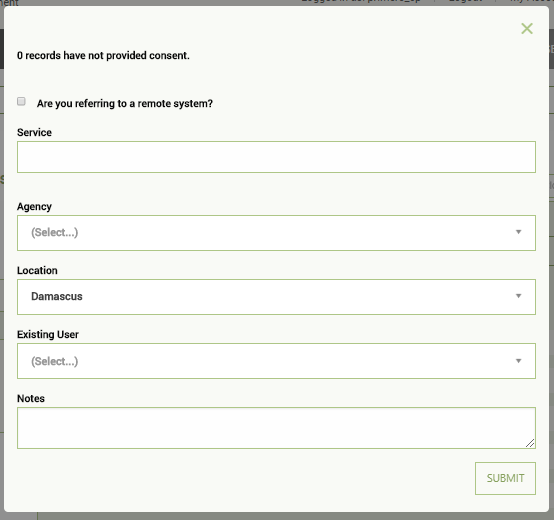 0 records have not provided consent.
Are you referring to a remote system?
Service
Agency
(Select...)
Location
Damascus
Existing User
(Select...)
Notes
SUBMIT